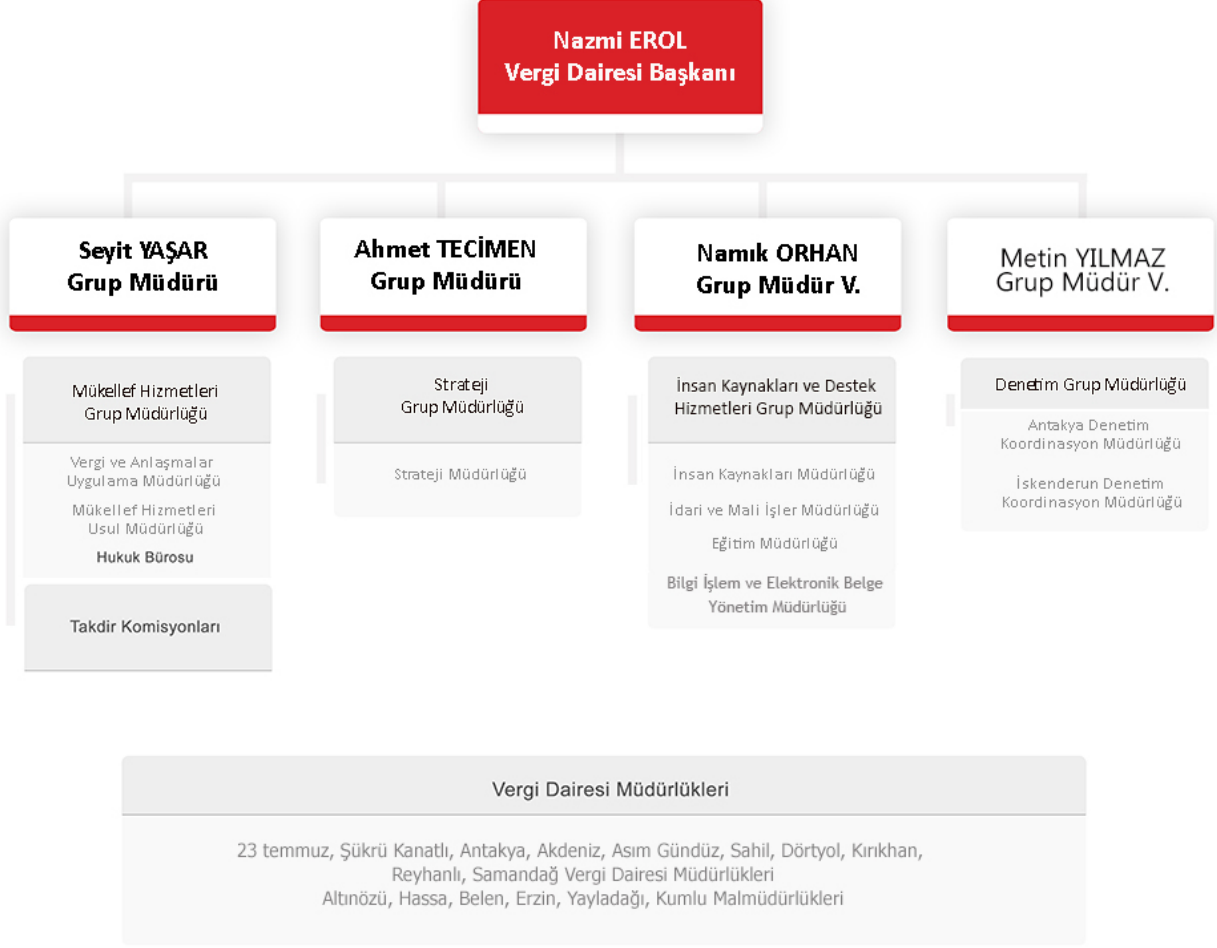 Nazmi EROL
Vergi Dairesi Başkanı
Seyit YAŞAR
Grup Müdürü
Ahmet TECİMEN
Grup Müdürü
Namık ORHAN
Grup Müdür V.
Metin YILMAZ
Grup Müdür V.
Mükellef Hizmetleri
Grup Müdürlüğü
Vergi ve Anlaşmalar
Uygulama Müdürlüğü
Mükellef Hizmetleri
Usul Müdürlüğü
Hukuk Bürosu
Takdir Komisyonları
Strateji
Grup Müdürlüğü
Strateji Müdürlüğü
İnsan Kaynakları ve Destek
Hizmetleri Grup Müdürlüğü
İnsan Kaynakları Müdürlüğü
İdari ve Mali İşler Müdürlüğü
Eğitim Müdürlüğü
Bilgi İşlem ve Elektronik Belge
Yönetim Müdürlüğü
Denetim Grup Müdürlüğü
Antakya Denetim
Koordinasyon Müdürlüğü
İskenderun Denetim
Koordinasyon Müdürlüğü
Vergi Dairesi Müdürlükleri
23 temmuz, Şükrü Kanatlı, Antakya, Akdeniz, Asım Gündüz, Sahil, Dörtyol, Kırıkhan,
Reyhanlı, Samandağ Vergi Dairesi Müdürlükleri
Altınözü, Hassa, Belen, Erzin, Yayladağı, Kumlu Malmüdürlükleri